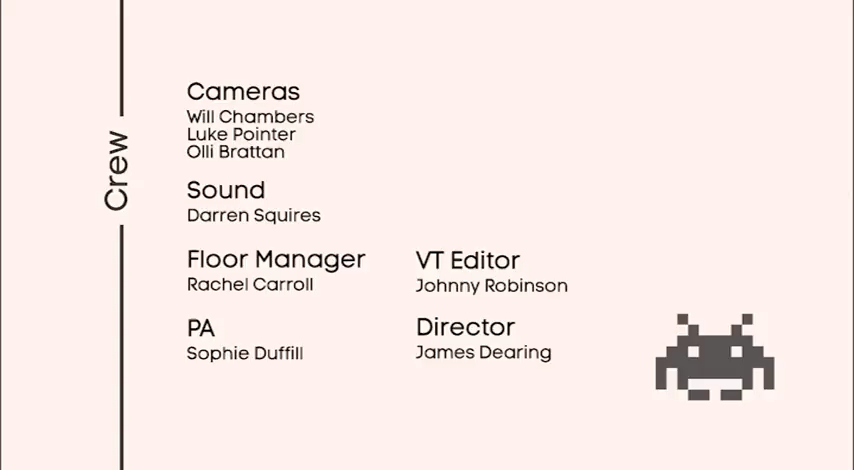 Crew
Cameras
Will Chambers
Luke Pointer
Olli Brattan
Sound
Darren Squires
Floor Manager
Rachel Carroll
PA
Sophie Duffill
VT Editor
Johnny Robinson
Director
James Dearing